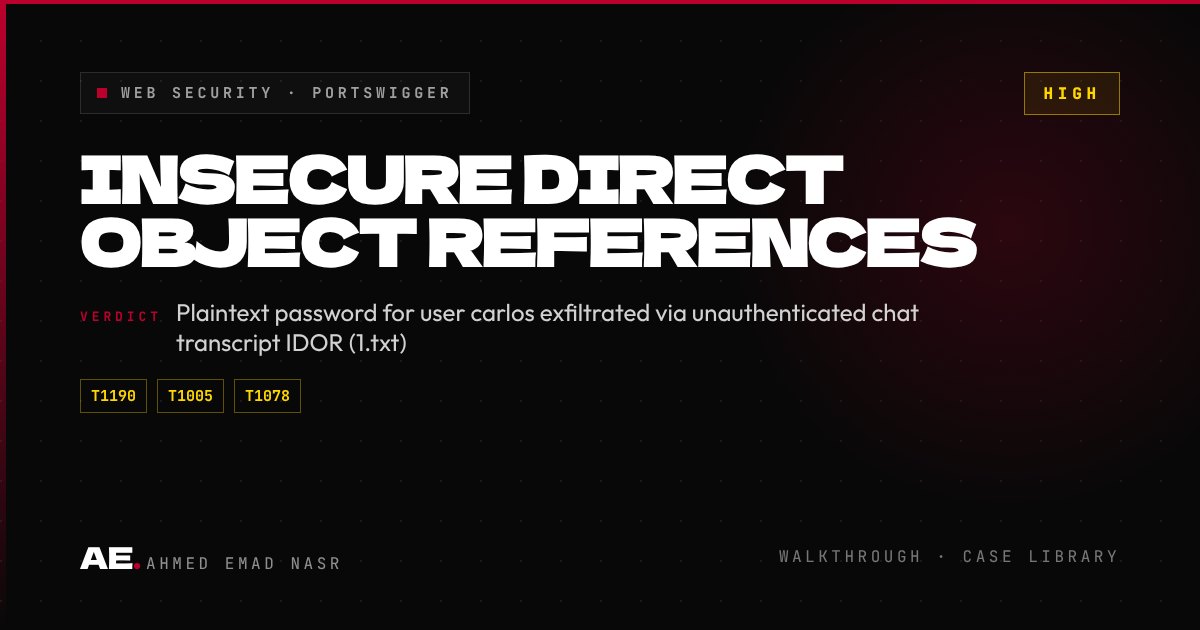 WEB SECURITY · PORTSWIGGER
HIGH
INSECURE DIRECT
OBJECT REFERENCES
VERDICT Plaintext password for user carlos exfiltrated via unauthenticated chat
transcript IDOR (1.txt)
T1190 T1005 T1078
AE. AHMED EMAD NASR
WALKTHROUGH · CASE LIBRARY